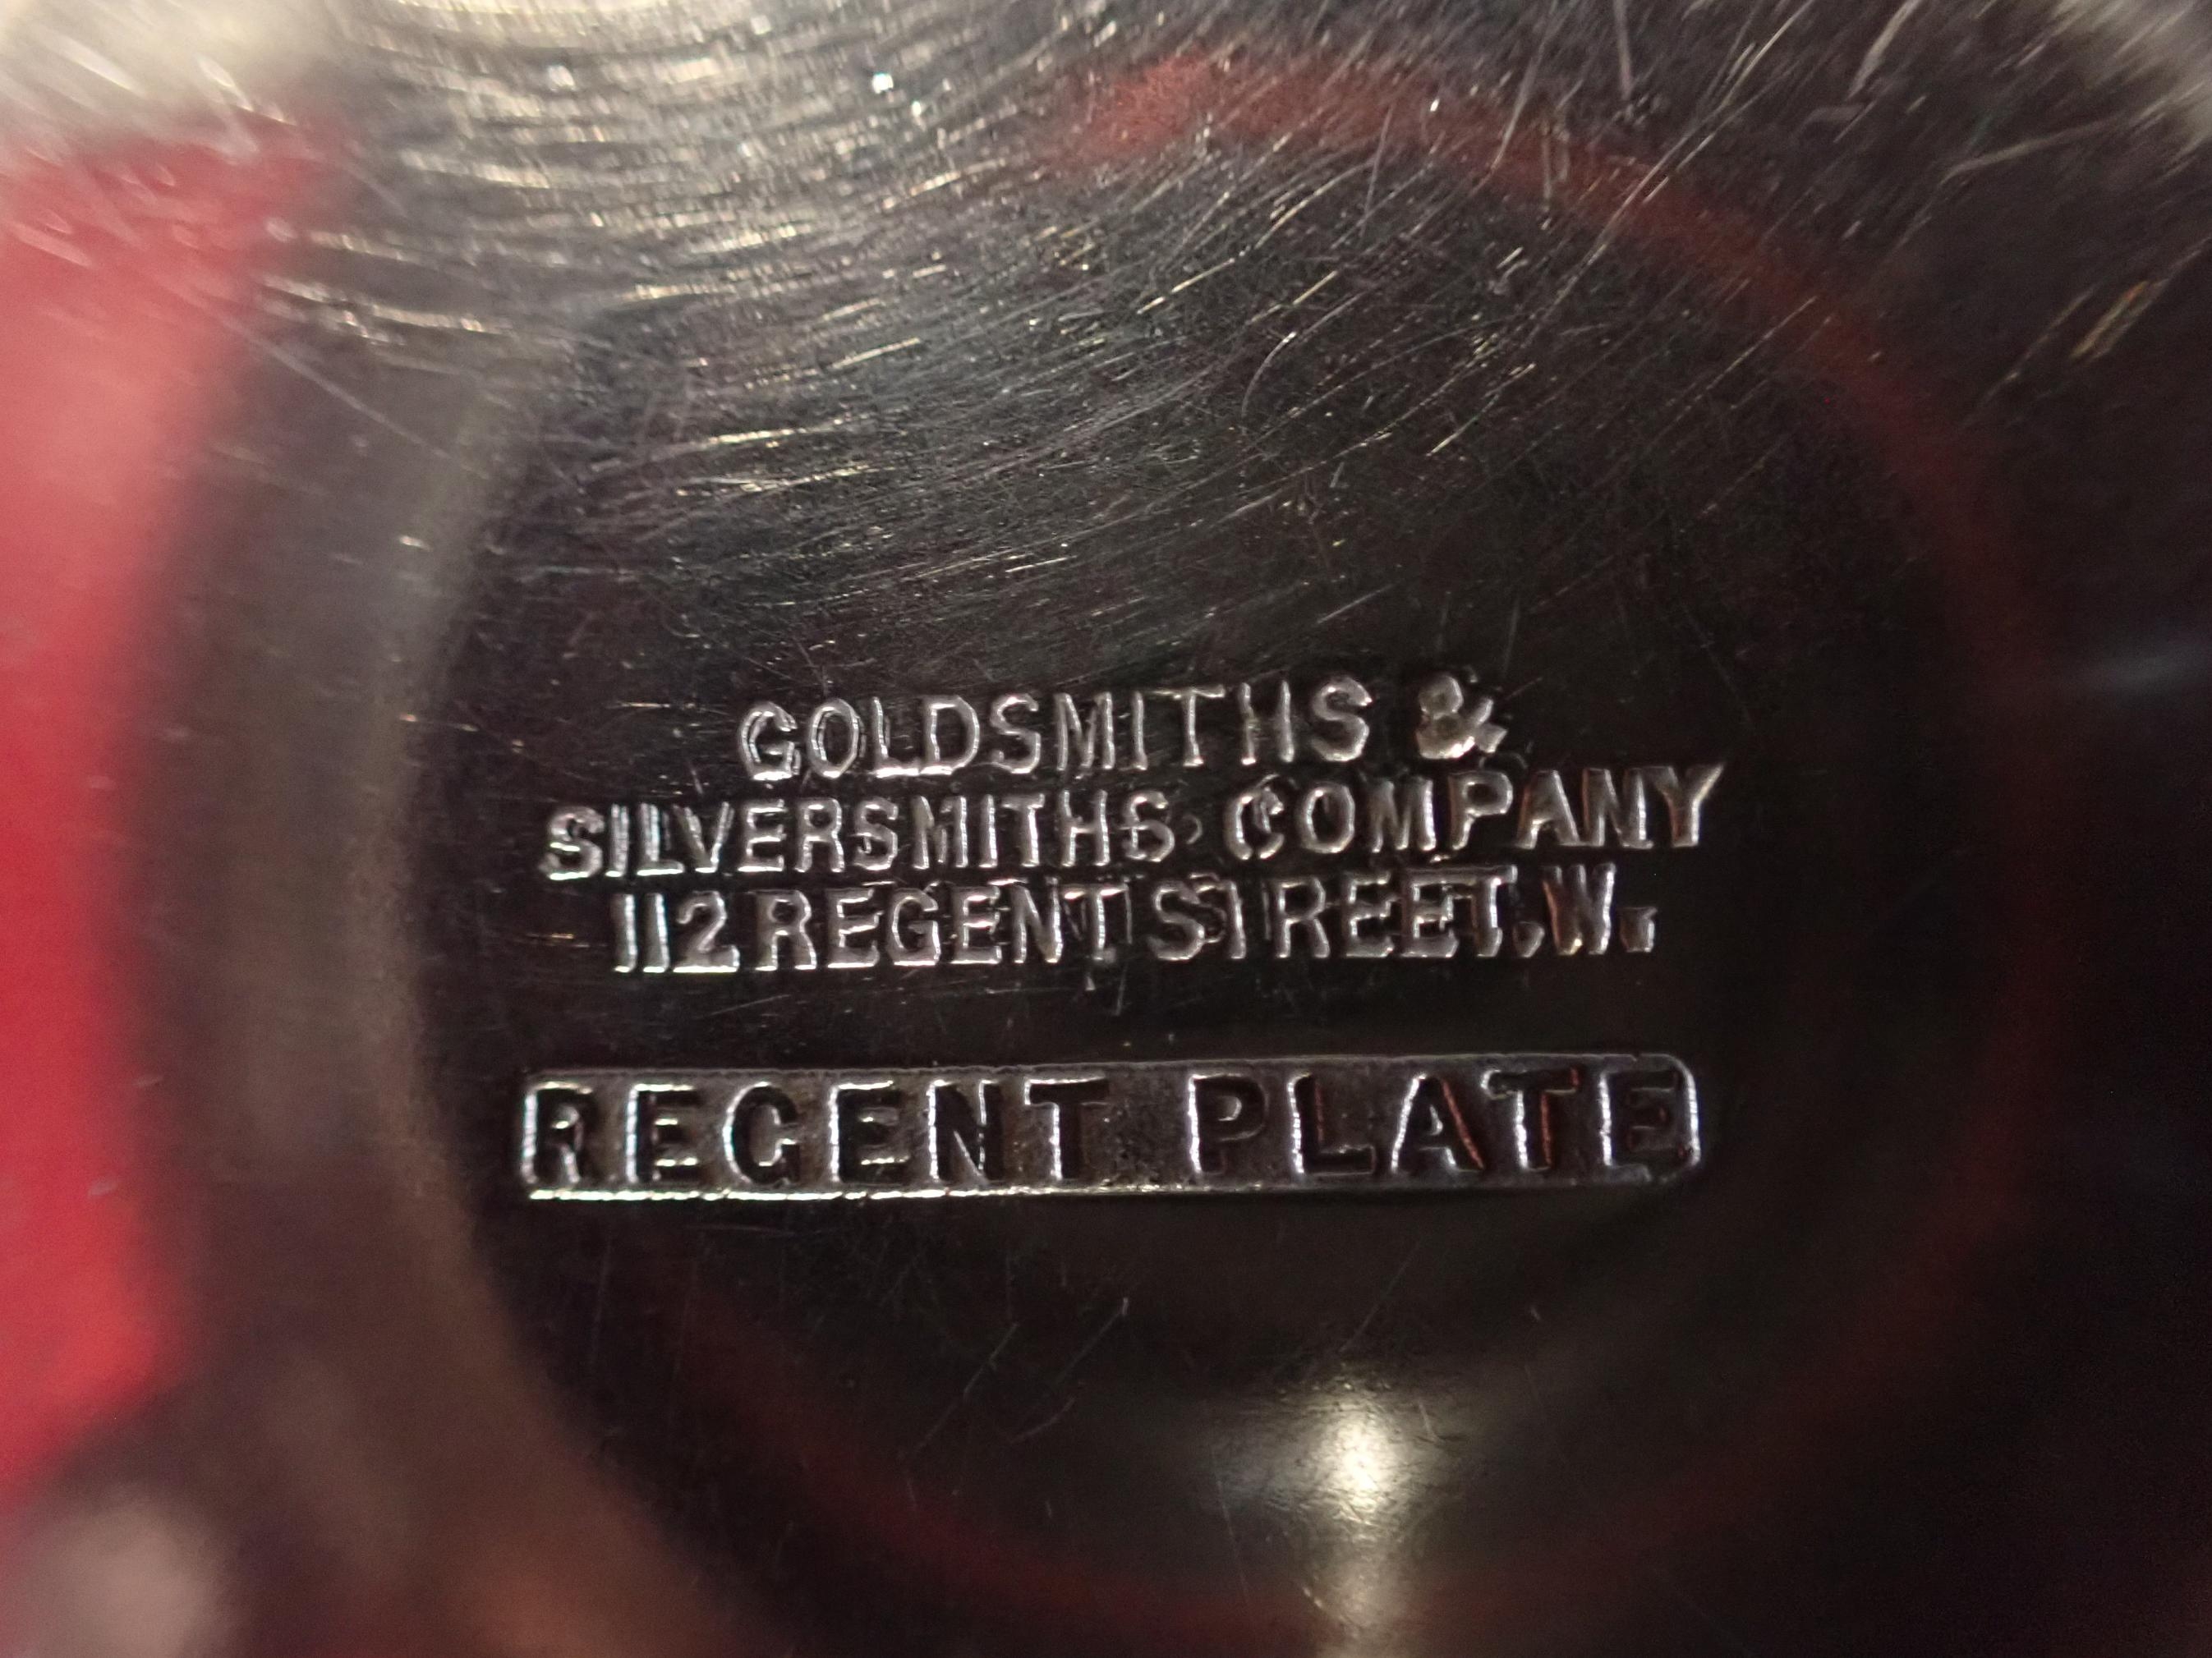 GOLDSMITHS &
SILVERSMITHS COMPANY
112 REGENT STREET. W.
REGENT PLATE